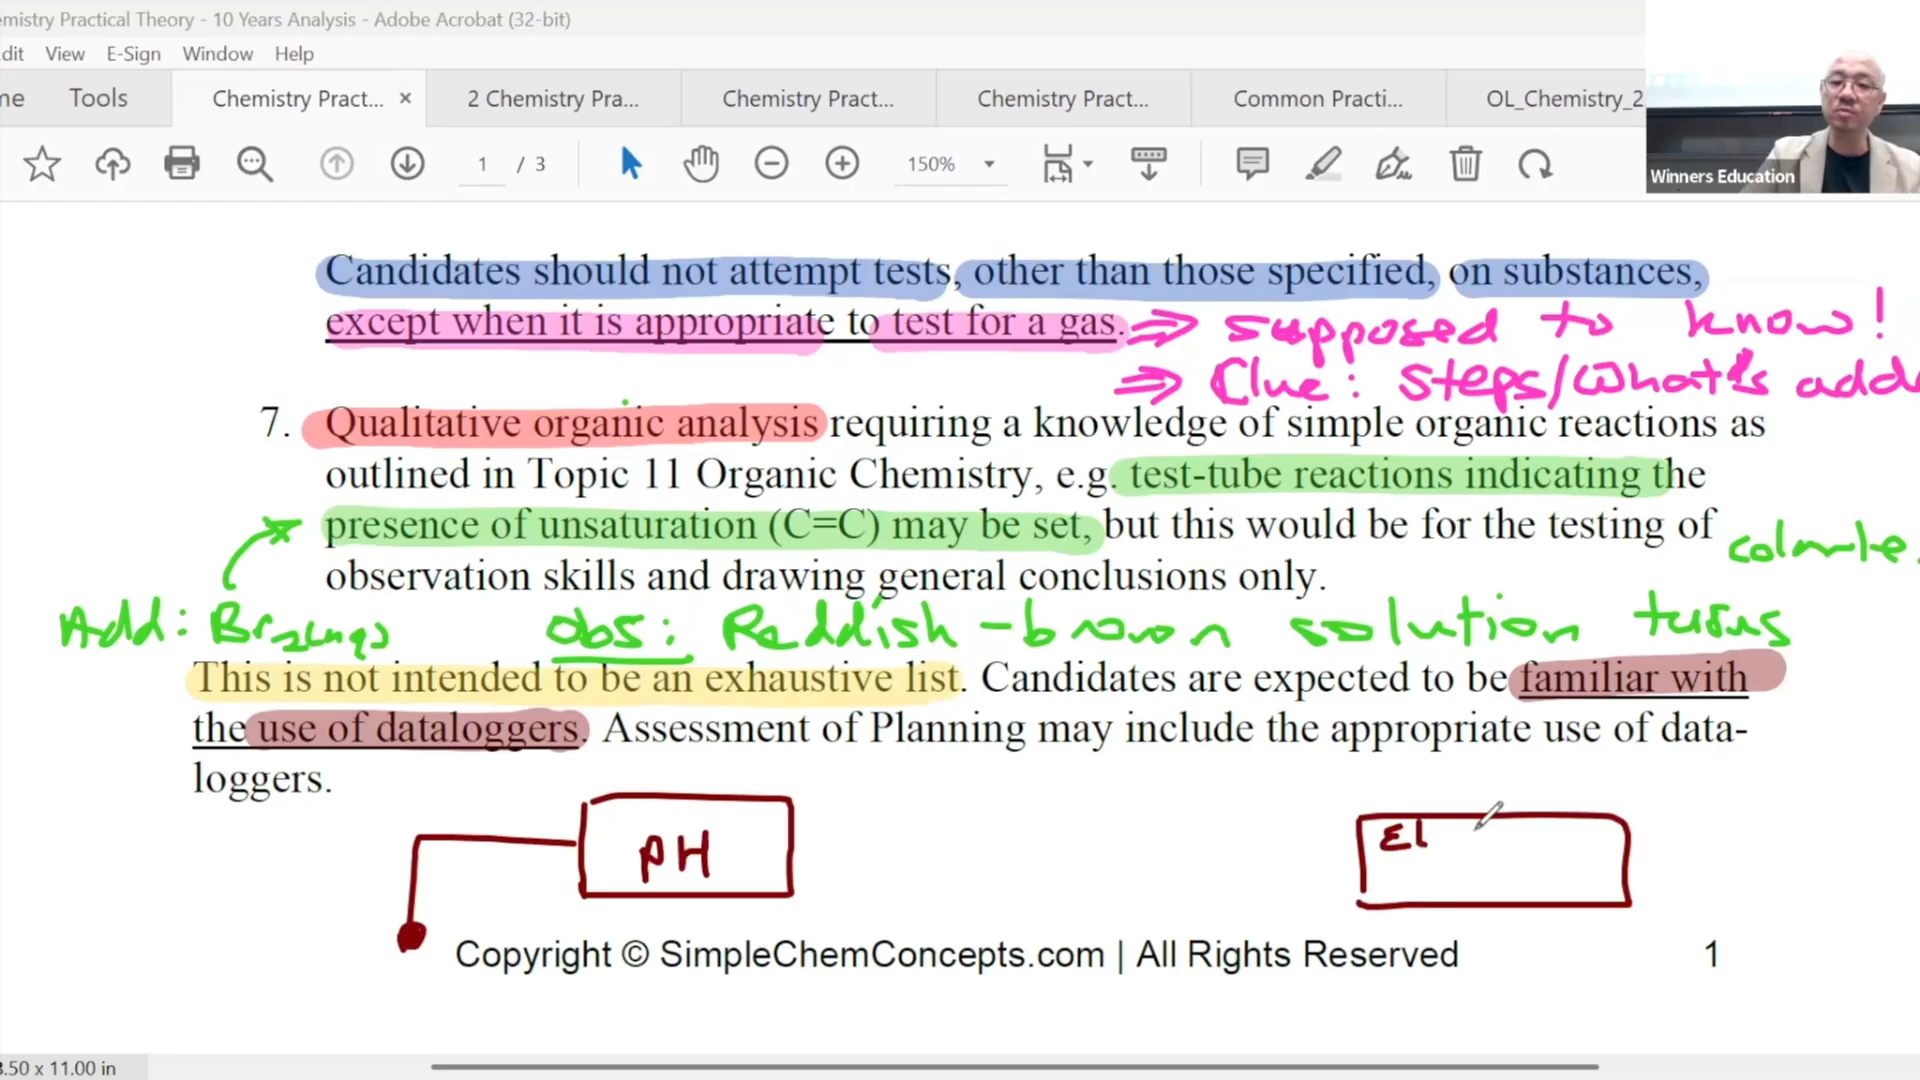 emistry Practical Theory - 10 Years Analysis - Adobe Acrobat (32-bit)
dit View E-Sign Window Help
me Tools Chemistry Pract... × 2 Chemistry Pra... Chemistry Pract... Chemistry Pract... Common Practi... OL_Chemistry_2
1 / 3 150%
Winners Education
Candidates should not attempt tests, other than those specified, on substances,
except when it is appropriate to test for a gas. ⇒ supposed to know!
⇒ Clue: steps/what's adde
7. Qualitative organic analysis requiring a knowledge of simple organic reactions as
outlined in Topic 11 Organic Chemistry, e.g. test-tube reactions indicating the
presence of unsaturation (C=C) may be set, but this would be for the testing of
observation skills and drawing general conclusions only.
Add: Obs: Reddish-brown solution turns
This is not intended to be an exhaustive list. Candidates are expected to be familiar with
the use of dataloggers. Assessment of Planning may include the appropriate use of data-
loggers.
pH El
Copyright © SimpleChemConcepts.com | All Rights Reserved 1
8.50 x 11.00 in